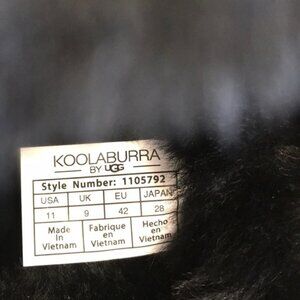 KOOLABURRA
BY UGG
Style Number: 1105792
USA UK EU JAPAN
11 9 42 28
Made in Vietnam
Fabriqué en Vietnam
Hecho en Vietnam